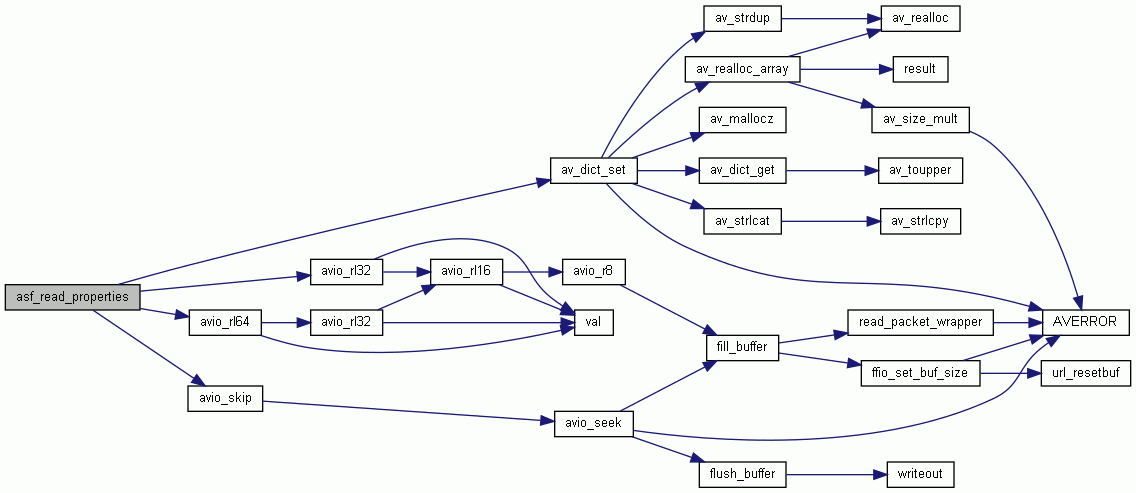 asf_read_properties
av_dict_set
avio_rl32
avio_rl64
avio_rl32
avio_skip
avio_rl16
avio_r8
val
avio_seek
av_strdup
av_realloc_array
av_mallocz
av_dict_get
av_strlcat
fill_buffer
flush_buffer
av_realloc
result
av_size_mult
av_toupper
av_strlcpy
read_packet_wrapper
ffio_set_buf_size
writeout
AVERROR
url_resetbuf